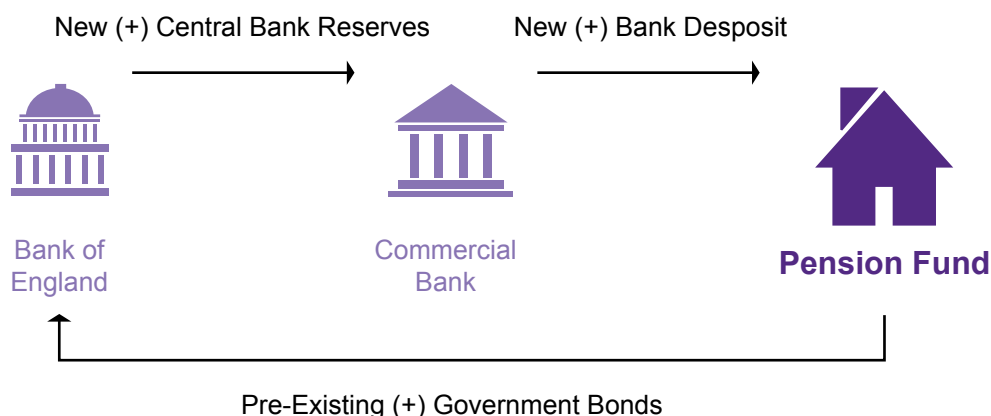 New (+) Central Bank Reserves
New (+) Bank Desposit
Bank of
England
Commercial
Bank
Pension Fund
Pre-Existing (+) Government Bonds